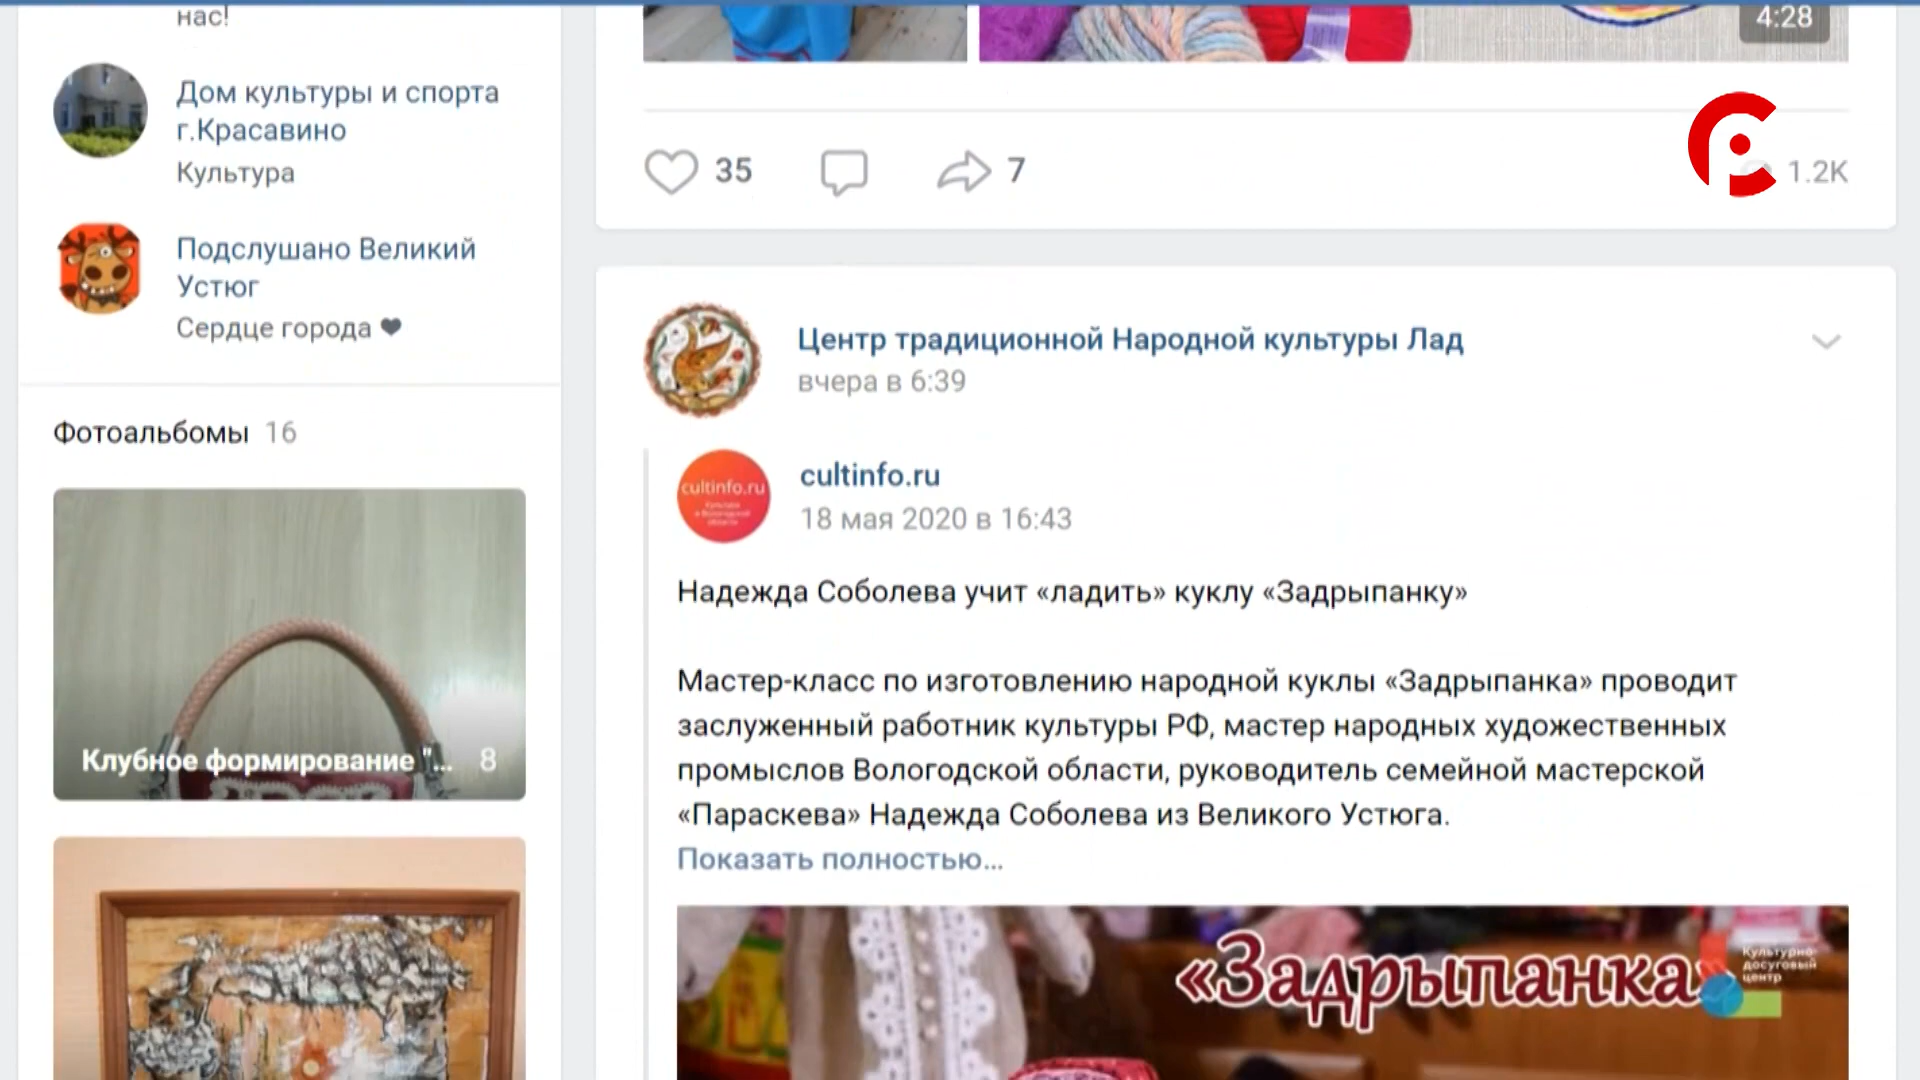 нас!
Дом культуры и спорта
г.Красавино
Культура
Подслушано Великий
Устюг
Сердце города ❤
Фотоальбомы 16
Клубное формирование "... 8
4:28
35
7
1.2K
Центр традиционной Народной культуры Лад
вчера в 6:39
cultinfo.ru
cultinfo.ru
18 мая 2020 в 16:43
Надежда Соболева учит «ладить» куклу «Задрыпанку»
Мастер-класс по изготовлению народной куклы «Задрыпанка» проводит
заслуженный работник культуры РФ, мастер народных художественных
промыслов Вологодской области, руководитель семейной мастерской
«Параскева» Надежда Соболева из Великого Устюга.
Показать полностью...
«Задрыпанка»
Культурно-
досуговый
центр